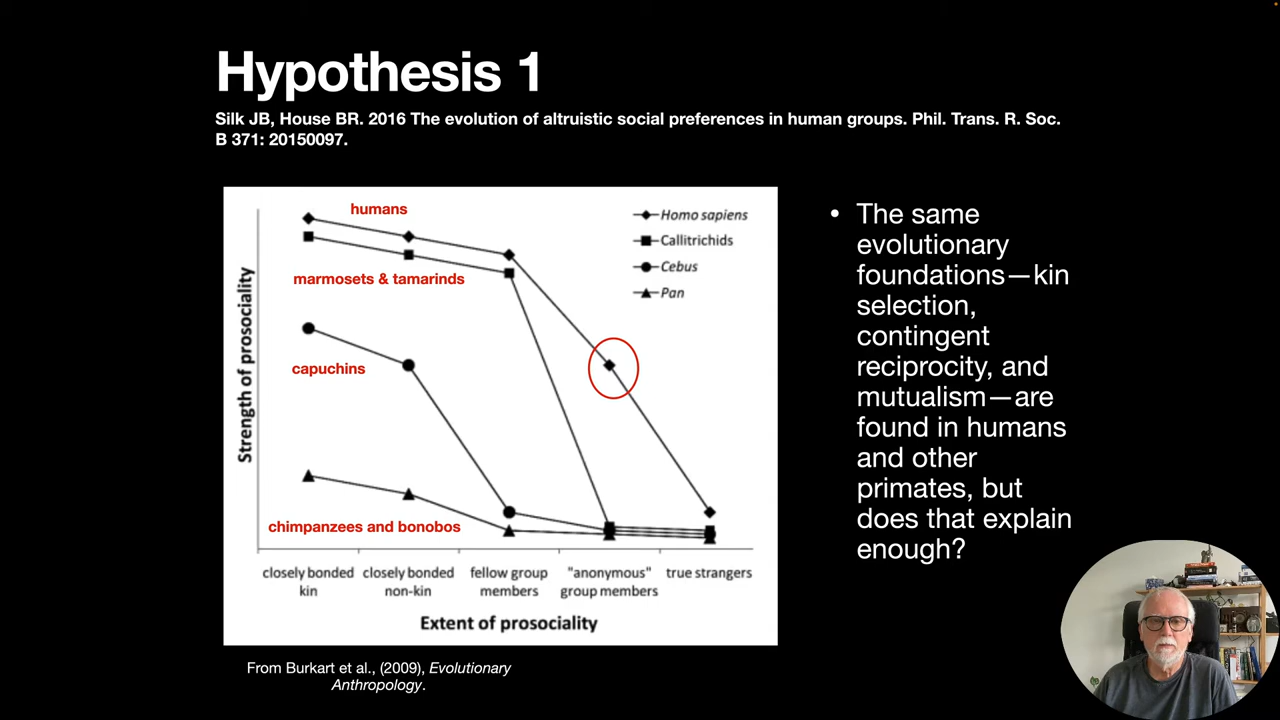 Hypothesis 1
Silk JB, House BR. 2016 The evolution of altruistic social preferences in human groups. Phil. Trans. R. Soc.
B 371: 20150097.
humans
marmosets & tamarinds
capuchins
chimpanzees and bonobos
Homo sapiens
Callitrichids
Cebus
Pan
Strength of prosociality
closely bonded
kin
closely bonded
non-kin
fellow group
members
"anonymous"
group members
true strangers
Extent of prosociality
From Burkart et al., (2009), Evolutionary
Anthropology.
• The same
evolutionary
foundations—kin
selection,
contingent
reciprocity, and
mutualism—are
found in humans
and other
primates, but
does that explain
enough?